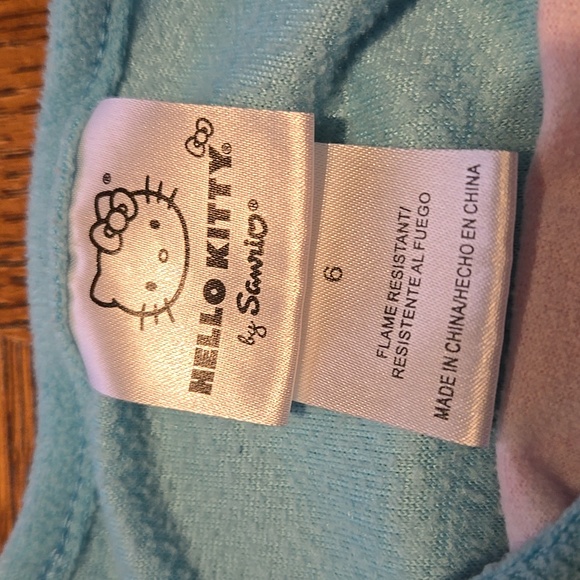 HELLO KITTY®
by Sanrio®
6
FLAME RESISTANT/
RESISTENTE AL FUEGO
MADE IN CHINA/HECHO EN CHINA